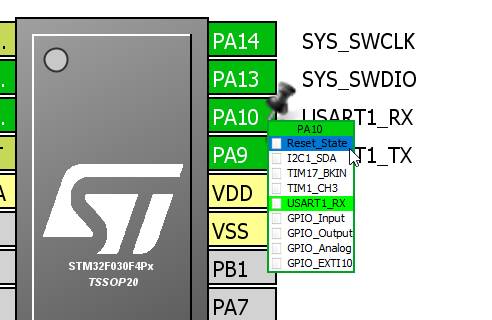 PA14 SYS_SWCLK
PA13 SYS_SWDIO
PA10 USART1_RX
PA9
VDD
VSS
PB1
PA7
PA10
Reset_State
I2C1_SDA
TIM17_BKIN
TIM1_CH3
USART1_RX
GPIO_Input
GPIO_Output
GPIO_Analog
GPIO_EXTI10
STM32F030F4Px
TSSOP20